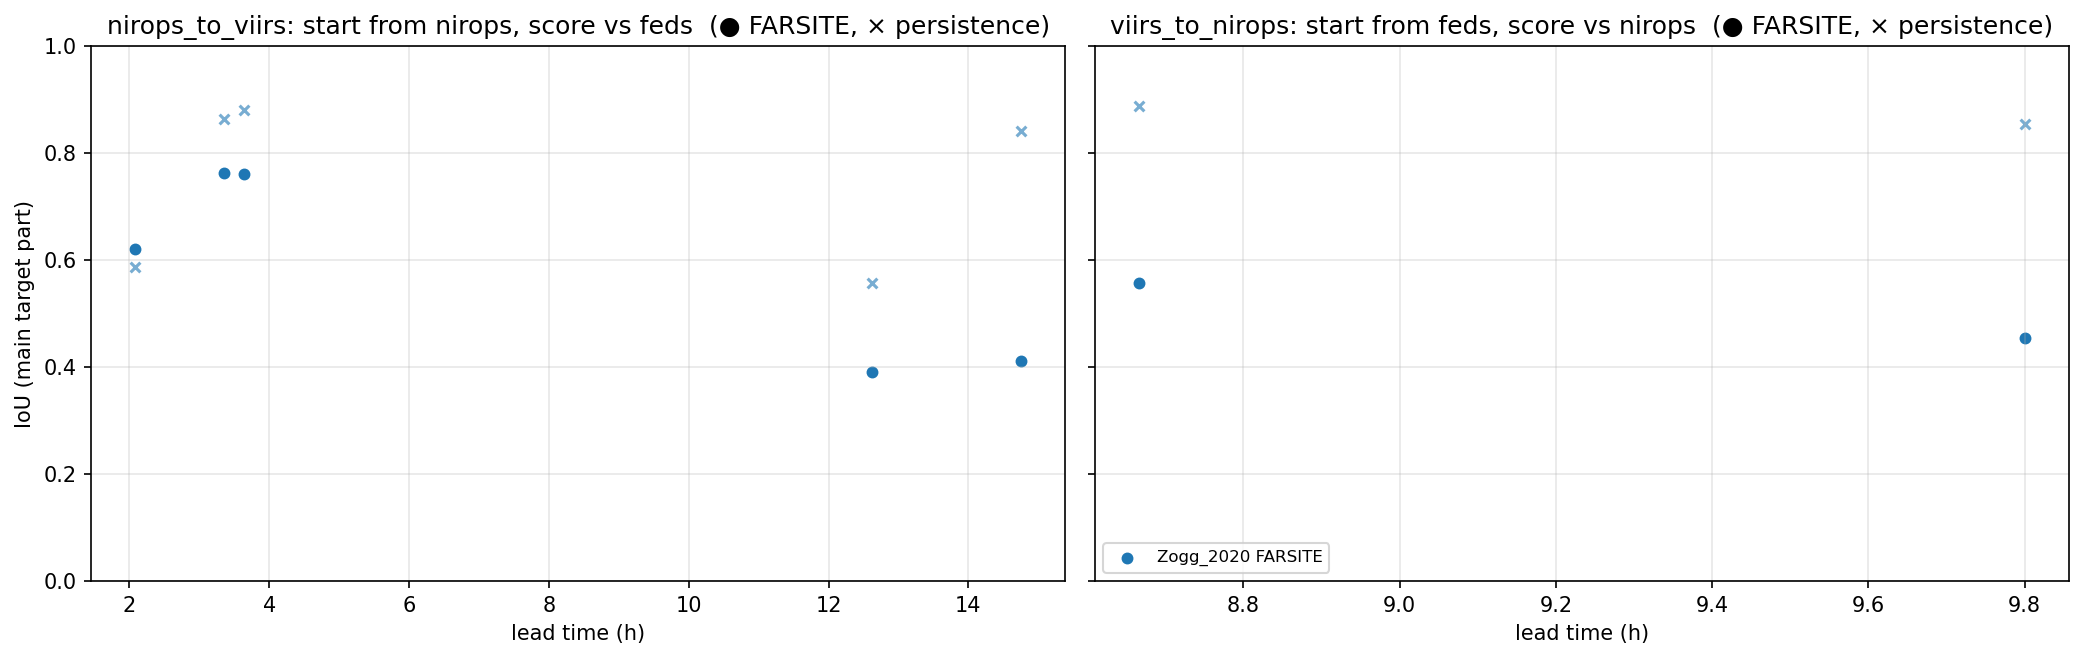 nirops_to_viirs: start from nirops, score vs feds (● FARSITE, × persistence)
viirs_to_nirops: start from feds, score vs nirops (● FARSITE, × persistence)
IoU (main target part)
1.0
0.8
0.6
0.4
0.2
0.0
2 4 6 8 10 12 14
lead time (h)
Zogg_2020 FARSITE
8.8 9.0 9.2 9.4 9.6 9.8
lead time (h)